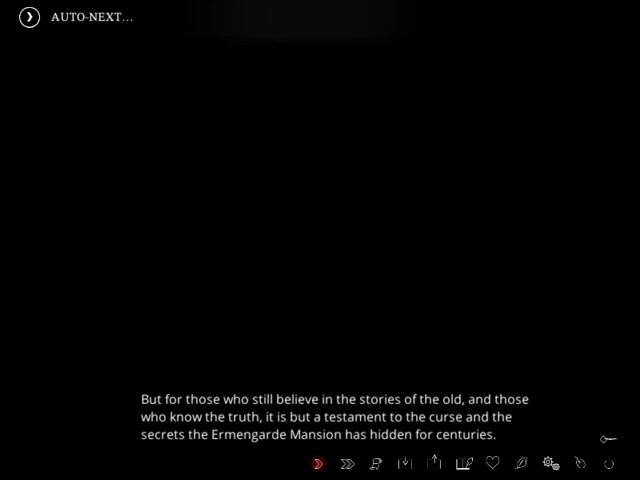 AUTO-NEXT...
But for those who still believe in the stories of the old, and those
who know the truth, it is but a testament to the curse and the
secrets the Ermengarde Mansion has hidden for centuries.